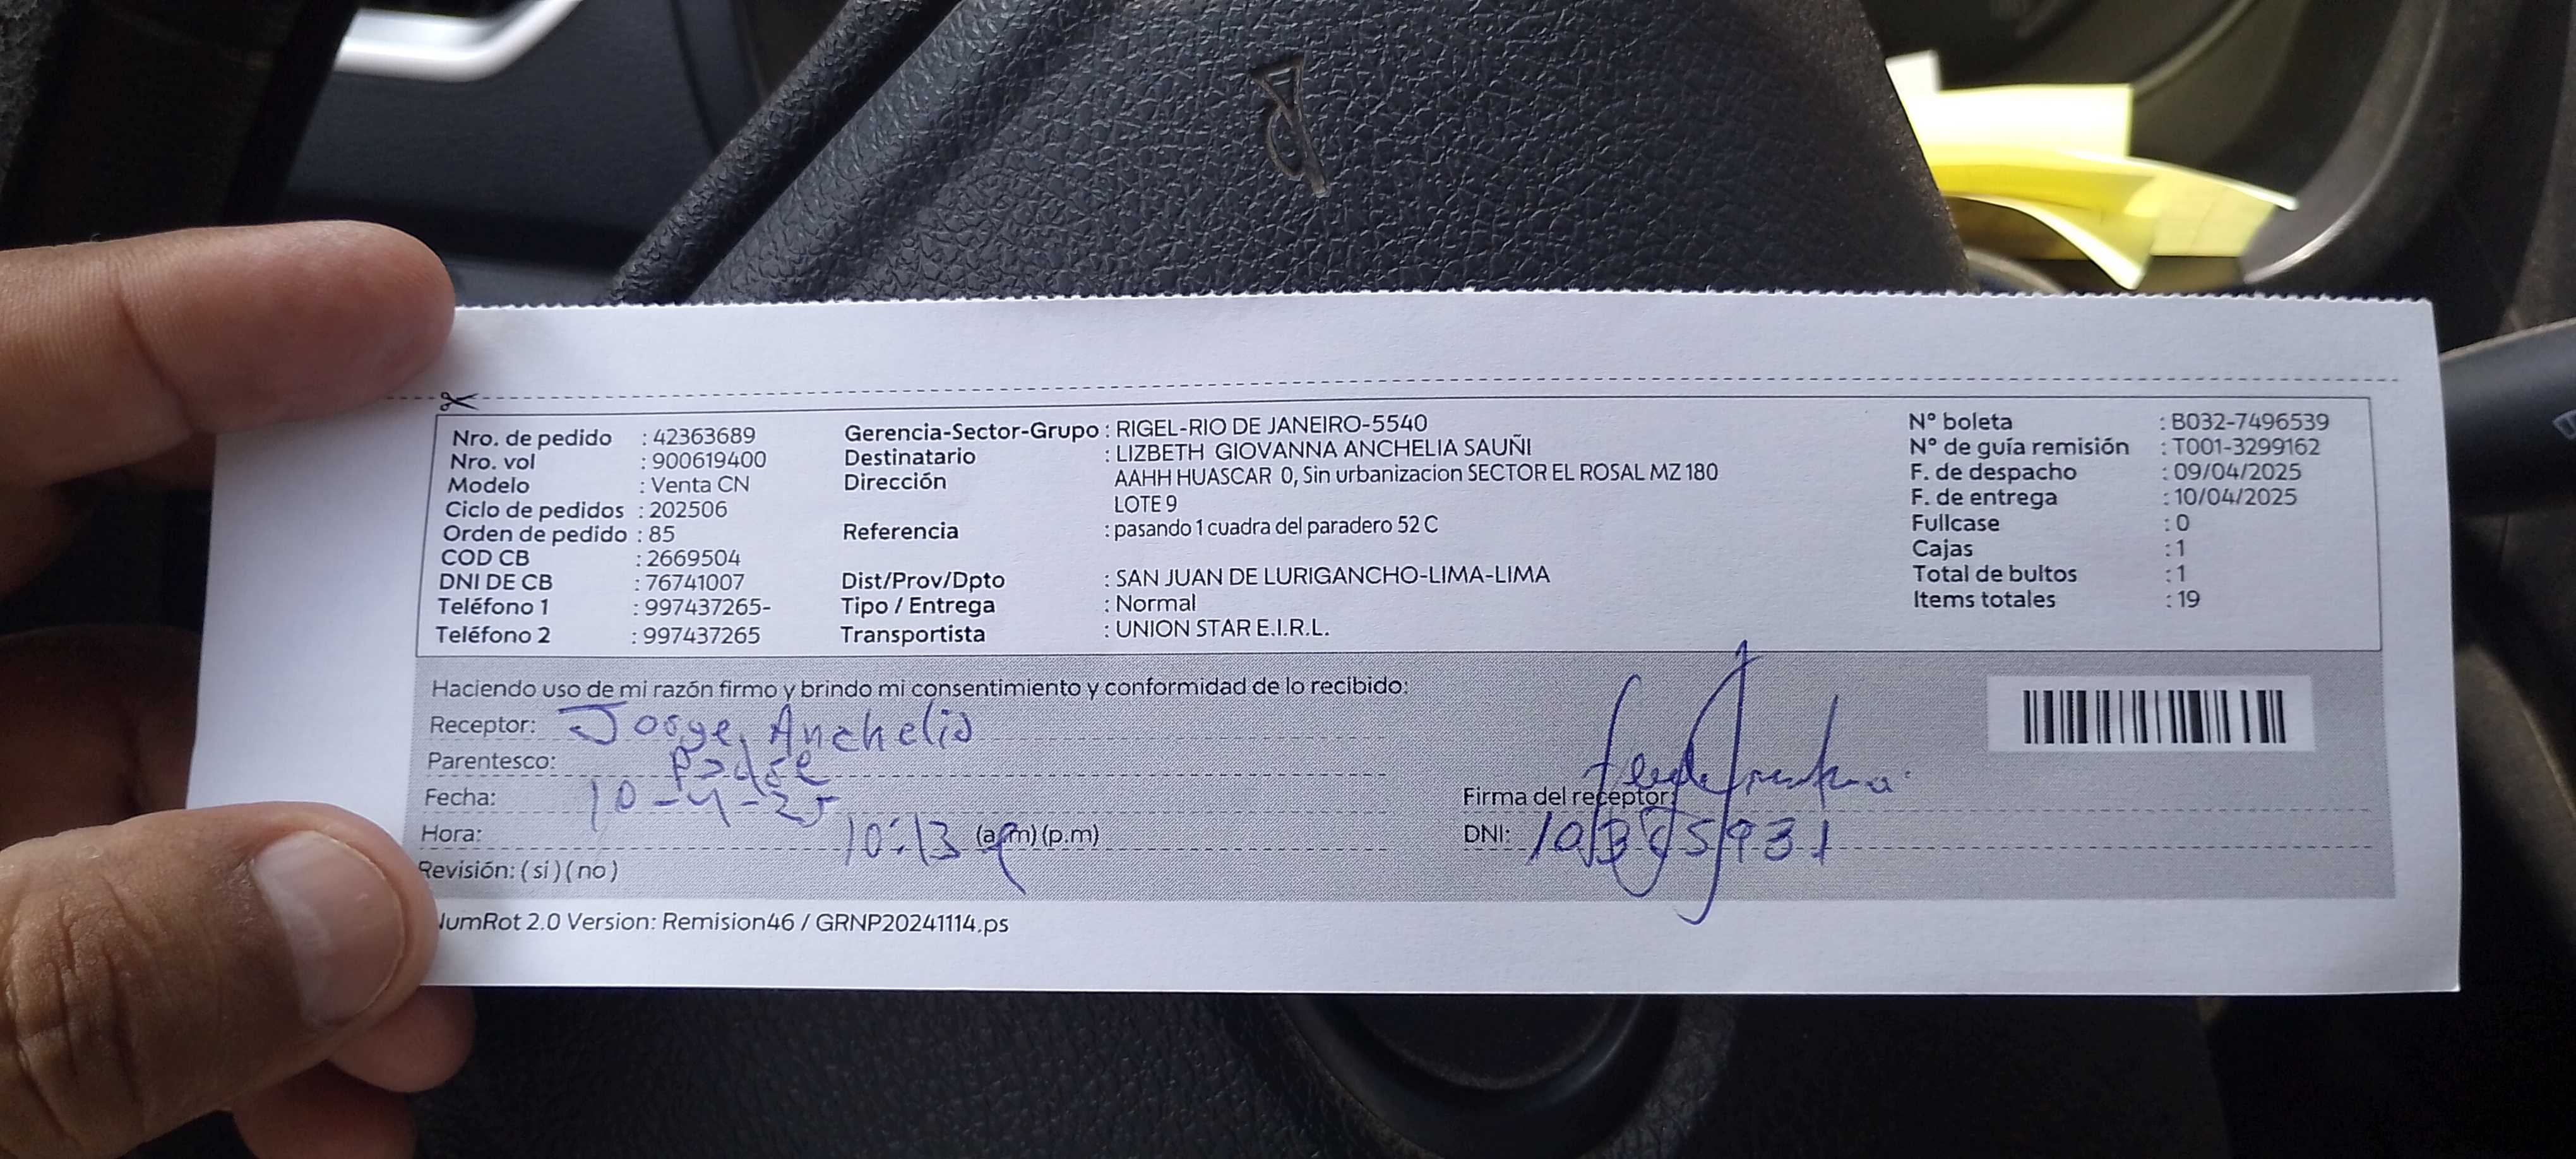 Nro. de pedido : 42363689
Nro. vol : 900619400
Modelo : Venta CN
Ciclo de pedidos : 202506
Orden de pedido : 85
COD CB : 2669504
DNI DE CB : 76741007
Teléfono 1 : 997437265-
Teléfono 2 : 997437265
Gerencia-Sector-Grupo : RIGEL-RIO DE JANEIRO-5540
Destinatario : LIZBETH GIOVANNA ANCHELIA SAUÑI
Dirección AAHH HUASCAR 0, Sin urbanizacion SECTOR EL ROSAL MZ 180
LOTE 9
Referencia : pasando 1 cuadra del paradero 52 C
Dist/Prov/Dpto : SAN JUAN DE LURIGANCHO-LIMA-LIMA
Tipo / Entrega : Normal
Transportista : UNION STAR E.I.R.L.
N° boleta : B032-7496539
N° de guía remisión : T001-3299162
F. de despacho : 09/04/2025
F. de entrega : 10/04/2025
Fullcase : 0
Cajas : 1
Total de bultos : 1
Items totales : 19
Haciendo uso de mi razón firmo y brindo mi consentimiento y conformidad de lo recibido:
Receptor: Jorge Anchelia
Parentesco: Padre
Fecha: 10-4-25
Hora: 10:13 (a.m) (p.m)
Revisión: (si) (no)
Firma del receptor:
DNI:
NumRot 2.0 Version: Remision46 / GRNP20241114.ps